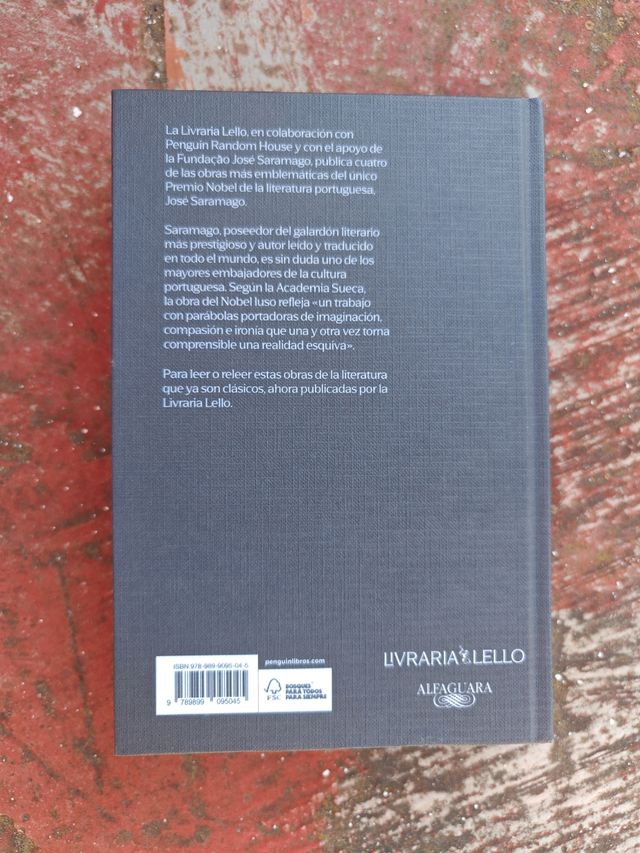 La Livraria Lello, en colaboración con
Penguin Random House y con el apoyo de
la Fundação José Saramago, publica cuatro
de las obras más emblemáticas del único
Premio Nobel de la literatura portuguesa,
José Saramago.
Saramago, poseedor del galardón literario
más prestigioso y autor leído y traducido
en todo el mundo, es sin duda uno de los
mayores embajadores de la cultura
portuguesa. Según la Academia Sueca,
la obra del Nobel luso refleja «un trabajo
con parábolas portadoras de imaginación,
compasión e ironía que una y otra vez torna
comprensible una realidad esquiva».
Para leer o releer estas obras de la literatura
que ya son clásicos, ahora publicadas por la
Livraria Lello.
ISBN 978-989-9095-04-5
9 789899 095045
penguinlibros.com
FSC
BOSQUES
PARA TODOS
PARA SIEMPRE
LIVRARIA LELLO
ALFAGUARA